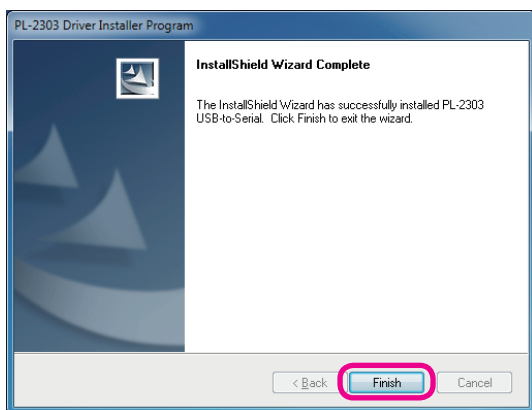 PL-2303 Driver Installer Program
InstallShield Wizard Complete
The InstallShield Wizard has successfully installed PL-2303
USB-to-Serial. Click Finish to exit the wizard.
< Back Finish Cancel